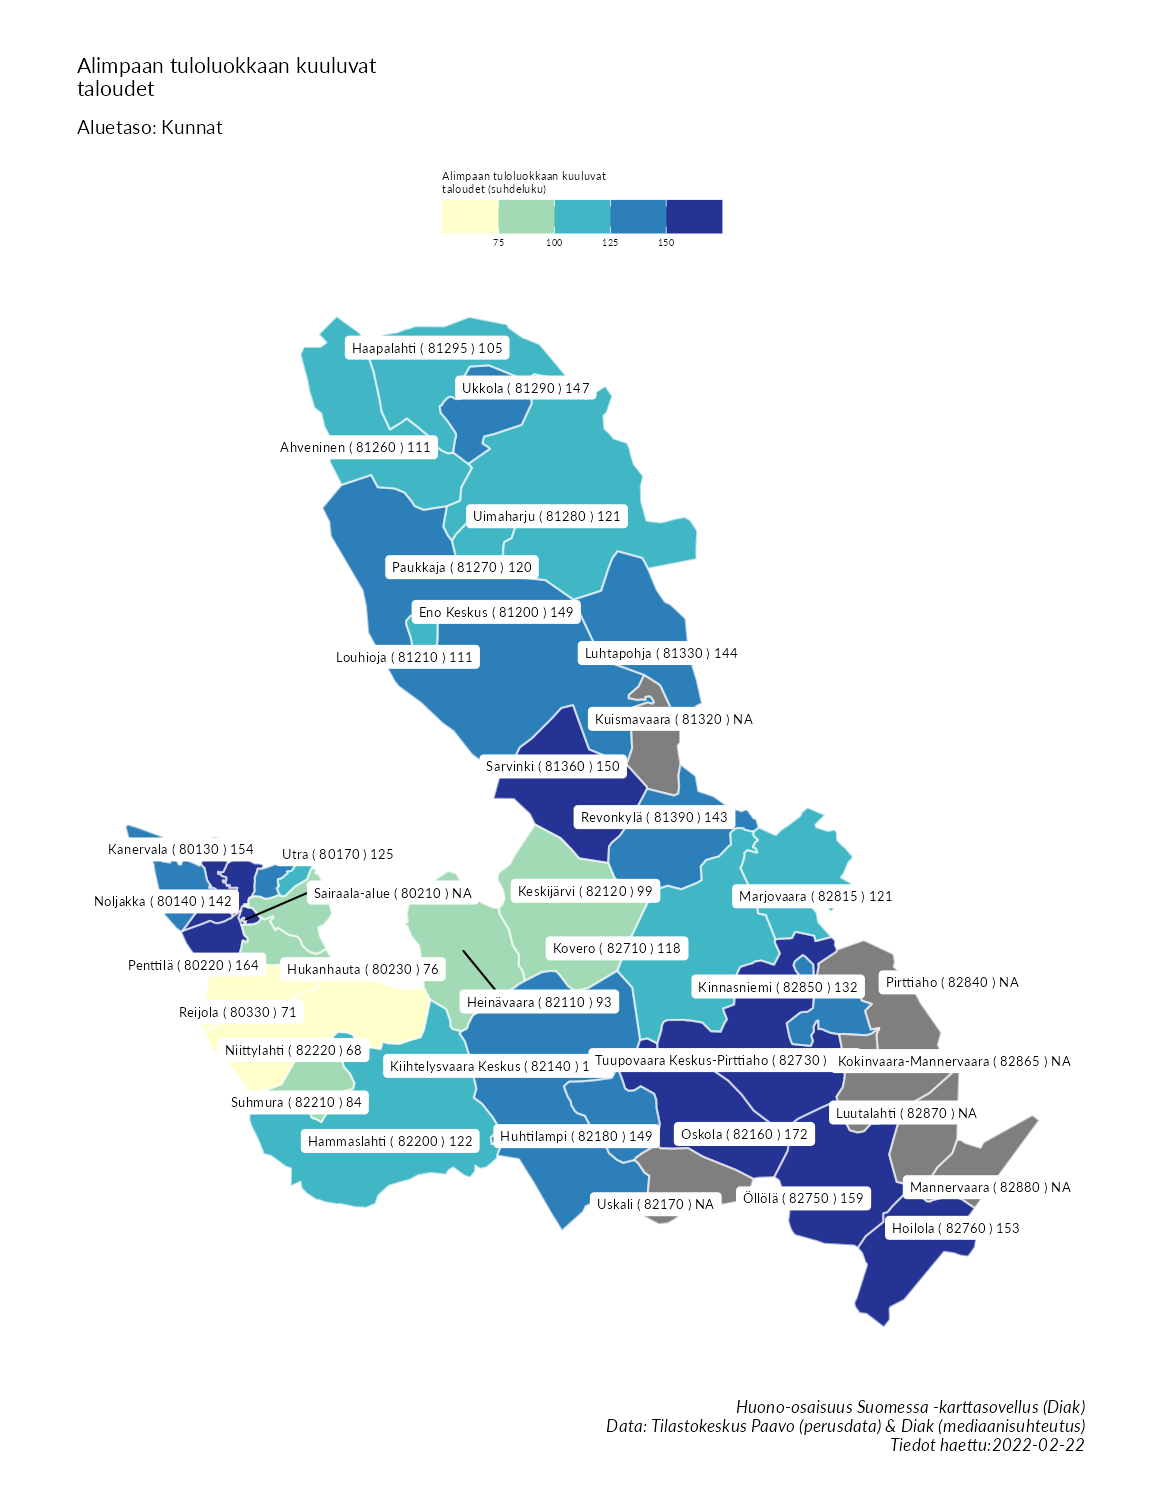 Alimpaan tuloluokkaan kuuluvat
taloudet
Aluetaso: Kunnat
Alimpaan tuloluokkaan kuuluvat
taloudet (suhdeluku)
75 100 125 150
Haapalahti ( 81295 ) 105
Ukkola ( 81290 ) 147
Ahveninen ( 81260 ) 111
Uimaharju ( 81280 ) 121
Paukkaja ( 81270 ) 120
Eno Keskus ( 81200 ) 149
Luhtapohja ( 81330 ) 144
Louhioja ( 81210 ) 111
Kuismavaara ( 81320 ) NA
Sarvinki ( 81360 ) 150
Revonkylä ( 81390 ) 143
Kanervala ( 80130 ) 154
Utra ( 80170 ) 125
Sairaala-alue ( 80210 ) NA
Keskijärvi ( 82120 ) 99
Marjovaara ( 82815 ) 121
Noljakka ( 80140 ) 142
Kovero ( 82710 ) 118
Penttilä ( 80220 ) 164
Hukanhauta ( 80230 ) 76
Pirttiaho ( 82840 ) NA
Kinnasniemi ( 82850 ) 132
Heinävaara ( 82110 ) 93
Reijola ( 80330 ) 71
Niittylahti ( 82220 ) 68
Kiihtelysvaara Keskus ( 82140 ) 1
Tuupovaara Keskus-Pirttiaho ( 82730 )
Kokinvaara-Mannervaara ( 82865 ) NA
Suhmura ( 82210 ) 84
Luutalahti ( 82870 ) NA
Hammaslahti ( 82200 ) 122
Huhtilampi ( 82180 ) 149
Oskola ( 82160 ) 172
Mannervaara ( 82880 ) NA
Uskali ( 82170 ) NA
Öllölä ( 82750 ) 159
Hoilola ( 82760 ) 153
Huono-osaisuus Suomessa -karttasovellus (Diak)
Data: Tilastokeskus Paavo (perusdata) & Diak (mediaanisuhteutus)
Tiedot haettu:2022-02-22